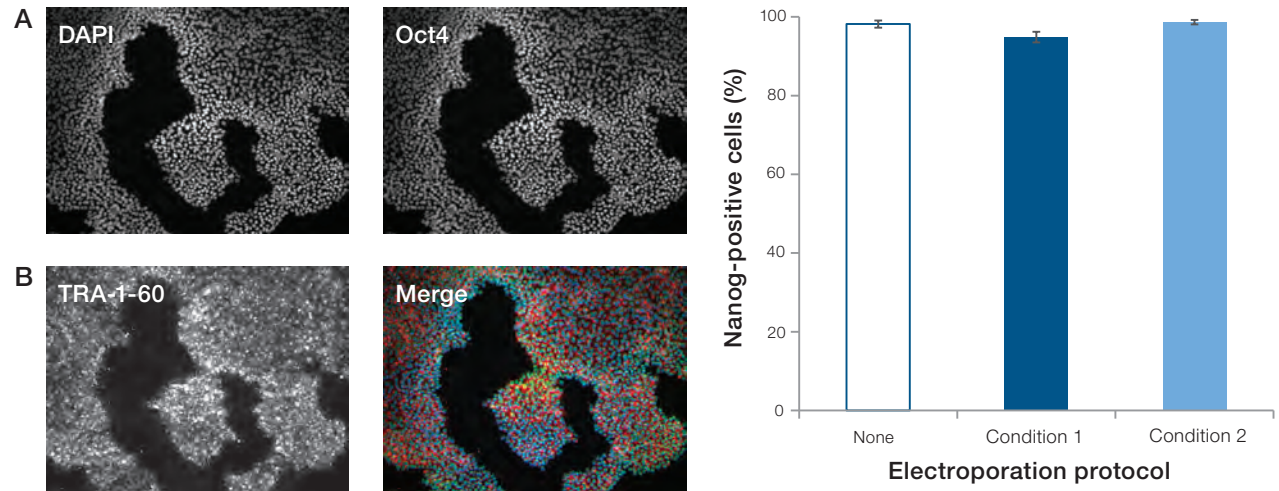 A
DAPI
Oct4
B
TRA-1-60
Merge
Nanog-positive cells (%)
100
80
60
40
20
0
None
Condition 1
Condition 2
Electroporation protocol